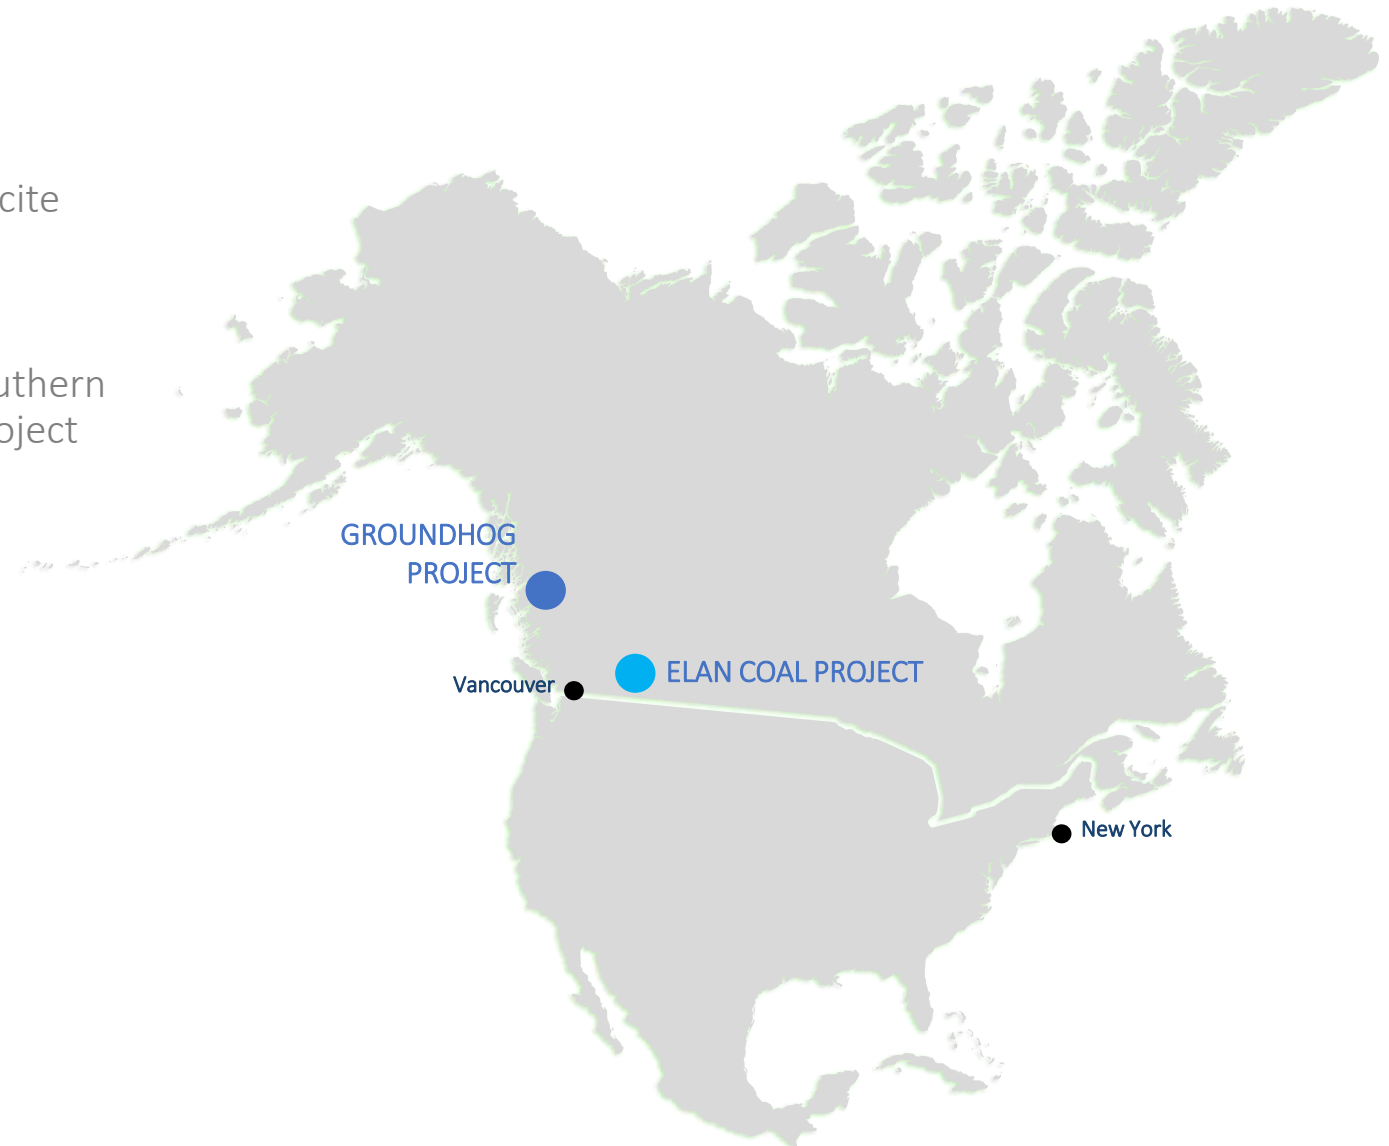 cite
uthern
oject
GROUNDHOG
PROJECT
ELAN COAL PROJECT
Vancouver
New York